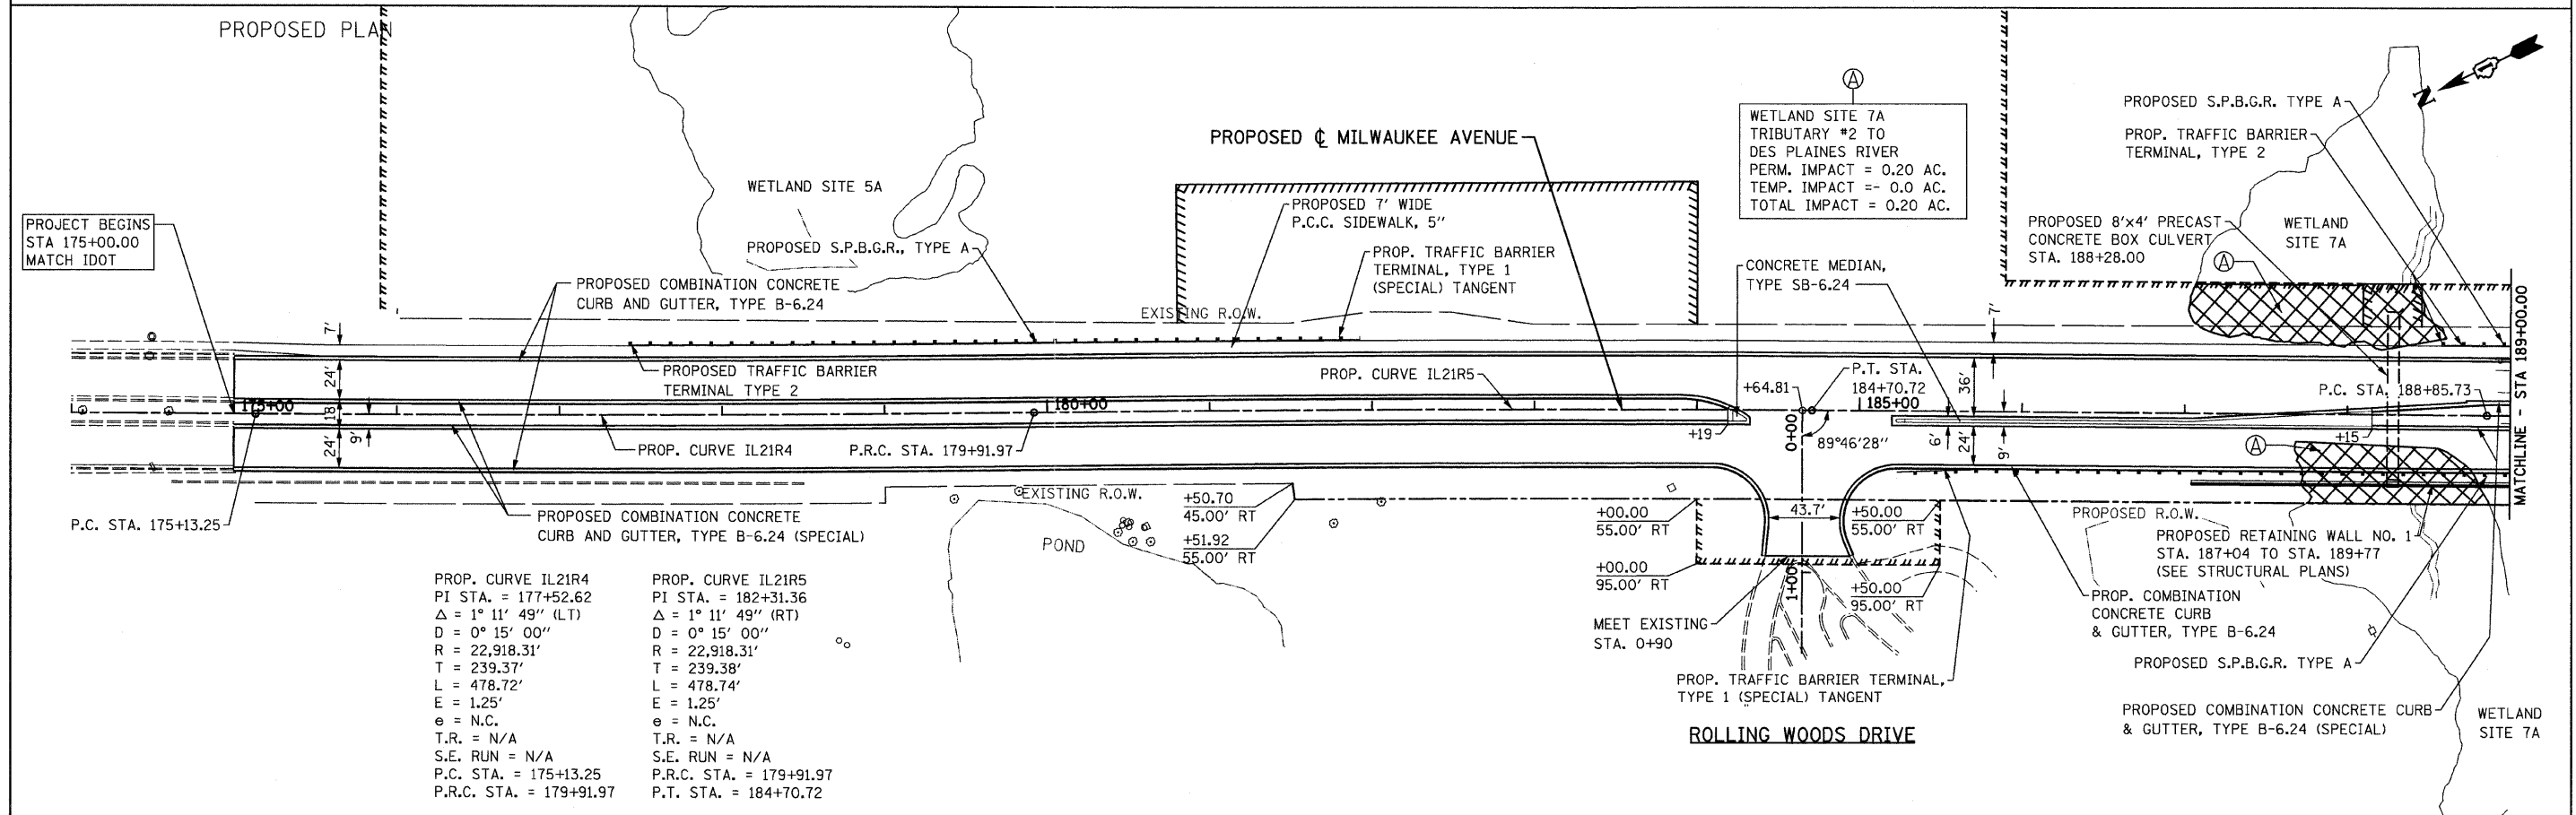 PROPOSED PLAN
PROJECT BEGINS
STA 175+00.00
MATCH IDOT
WETLAND SITE 5A
PROPOSED S.P.B.G.R., TYPE A
PROPOSED COMBINATION CONCRETE
CURB AND GUTTER, TYPE B-6.24
PROPOSED ℄ MILWAUKEE AVENUE
PROPOSED 7' WIDE
P.C.C. SIDEWALK, 5"
PROP. TRAFFIC BARRIER
TERMINAL, TYPE 1
(SPECIAL) TANGENT
EXISTING R.O.W.
A
WETLAND SITE 7A
TRIBUTARY #2 TO
DES PLAINES RIVER
PERM. IMPACT = 0.20 AC.
TEMP. IMPACT =- 0.0 AC.
TOTAL IMPACT = 0.20 AC.
CONCRETE MEDIAN,
TYPE SB-6.24
N
PROPOSED S.P.B.G.R. TYPE A
PROP. TRAFFIC BARRIER
TERMINAL, TYPE 2
PROPOSED 8'x4' PRECAST
CONCRETE BOX CULVERT
STA. 188+28.00
WETLAND
SITE 7A
A
MATCHLINE - STA 189+00.00
7'
24'
18'
9'
24'
PROPOSED TRAFFIC BARRIER
TERMINAL TYPE 2
175+00
180+00
185+00
PROP. CURVE IL21R5
PROP. CURVE IL21R4
P.R.C. STA. 179+91.97
+64.81
P.T. STA.
184+70.72
+19
0+00
89°46'28"
7'
36'
6'
24'
9'
P.C. STA. 188+85.73
+15
A
P.C. STA. 175+13.25
PROPOSED COMBINATION CONCRETE
CURB AND GUTTER, TYPE B-6.24 (SPECIAL)
EXISTING R.O.W.
POND
+50.70
45.00' RT
+51.92
55.00' RT
+00.00
55.00' RT
+00.00
95.00' RT
43.7'
+50.00
55.00' RT
+50.00
95.00' RT
1+00
MEET EXISTING
STA. 0+90
PROP. TRAFFIC BARRIER TERMINAL,
TYPE 1 (SPECIAL) TANGENT
ROLLING WOODS DRIVE
PROPOSED R.O.W.
PROPOSED RETAINING WALL NO. 1
STA. 187+04 TO STA. 189+77
(SEE STRUCTURAL PLANS)
PROP. COMBINATION
CONCRETE CURB
& GUTTER, TYPE B-6.24
PROPOSED S.P.B.G.R. TYPE A
PROPOSED COMBINATION CONCRETE CURB
& GUTTER, TYPE B-6.24 (SPECIAL)
WETLAND
SITE 7A
PROP. CURVE IL21R4
PI STA. = 177+52.62
Δ = 1° 11' 49" (LT)
D = 0° 15' 00"
R = 22,918.31'
T = 239.37'
L = 478.72'
E = 1.25'
e = N.C.
T.R. = N/A
S.E. RUN = N/A
P.C. STA. = 175+13.25
P.R.C. STA. = 179+91.97
PROP. CURVE IL21R5
PI STA. = 182+31.36
Δ = 1° 11' 49" (RT)
D = 0° 15' 00"
R = 22,918.31'
T = 239.38'
L = 478.74'
E = 1.25'
e = N.C.
T.R. = N/A
S.E. RUN = N/A
P.R.C. STA. = 179+91.97
P.T. STA. = 184+70.72